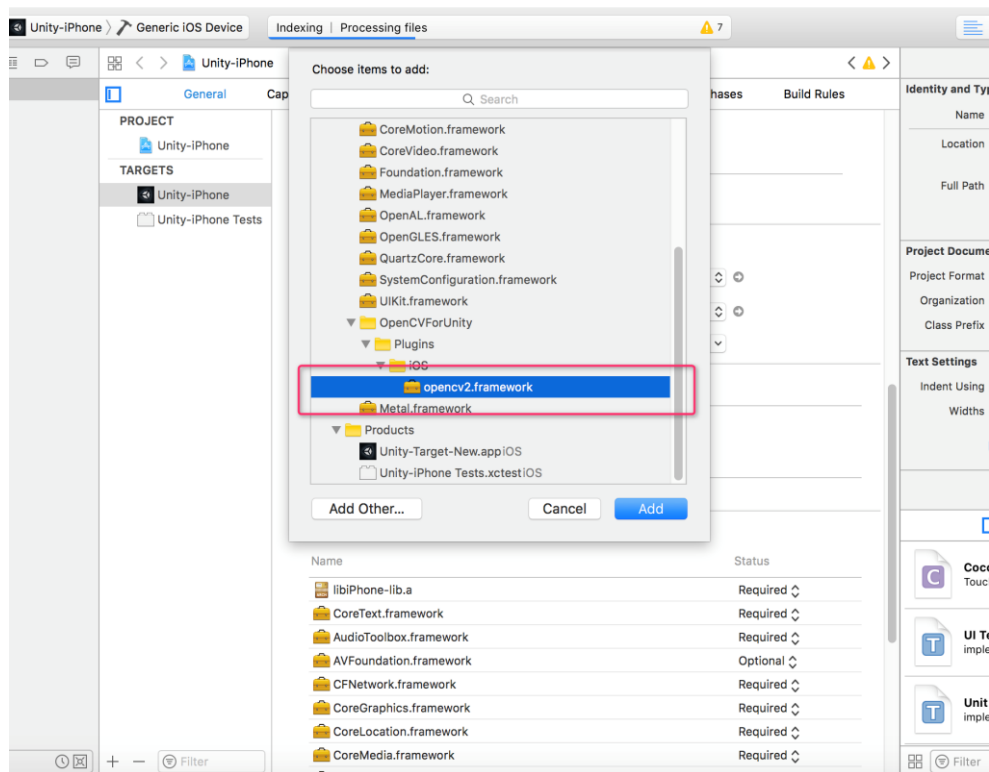 Unity-iPhone
Generic iOS Device
Indexing | Processing files
7
Unity-iPhone
General
Cap
hases
Build Rules
PROJECT
Unity-iPhone
TARGETS
Unity-iPhone
Unity-iPhone Tests
Choose items to add:
Search
CoreMotion.framework
CoreVideo.framework
Foundation.framework
MediaPlayer.framework
OpenAL.framework
OpenGLES.framework
QuartzCore.framework
SystemConfiguration.framework
UIKit.framework
OpenCVForUnity
Plugins
iOS
opencv2.framework
Metal.framework
Products
Unity-Target-New.app iOS
Unity-iPhone Tests.xctest iOS
Add Other...
Cancel
Add
Name Status
libiPhone-lib.a Required
CoreText.framework Required
AudioToolbox.framework Required
AVFoundation.framework Optional
CFNetwork.framework Required
CoreGraphics.framework Required
CoreLocation.framework Required
CoreMedia.framework Required
Filter
Identity and Typ
Name
Location
Full Path
Project Docume
Project Format
Organization
Class Prefix
Text Settings
Indent Using
Widths
C
Coco
Touc
T
UI Te
imple
T
Unit
imple
Filter